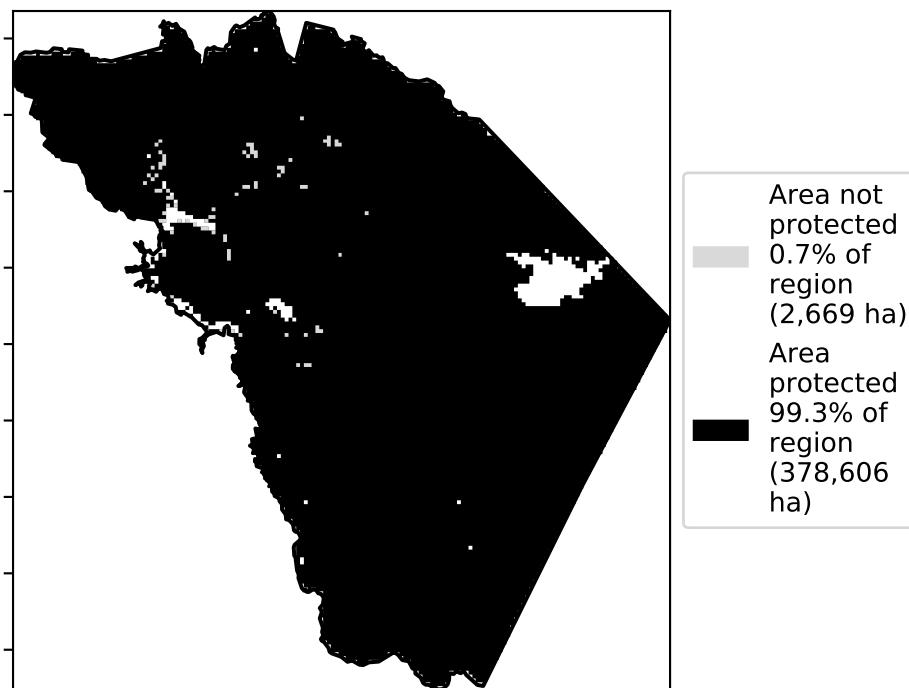 Area not
protected
0.7% of
region
(2,669 ha)
Area
protected
99.3% of
region
(378,606
ha)